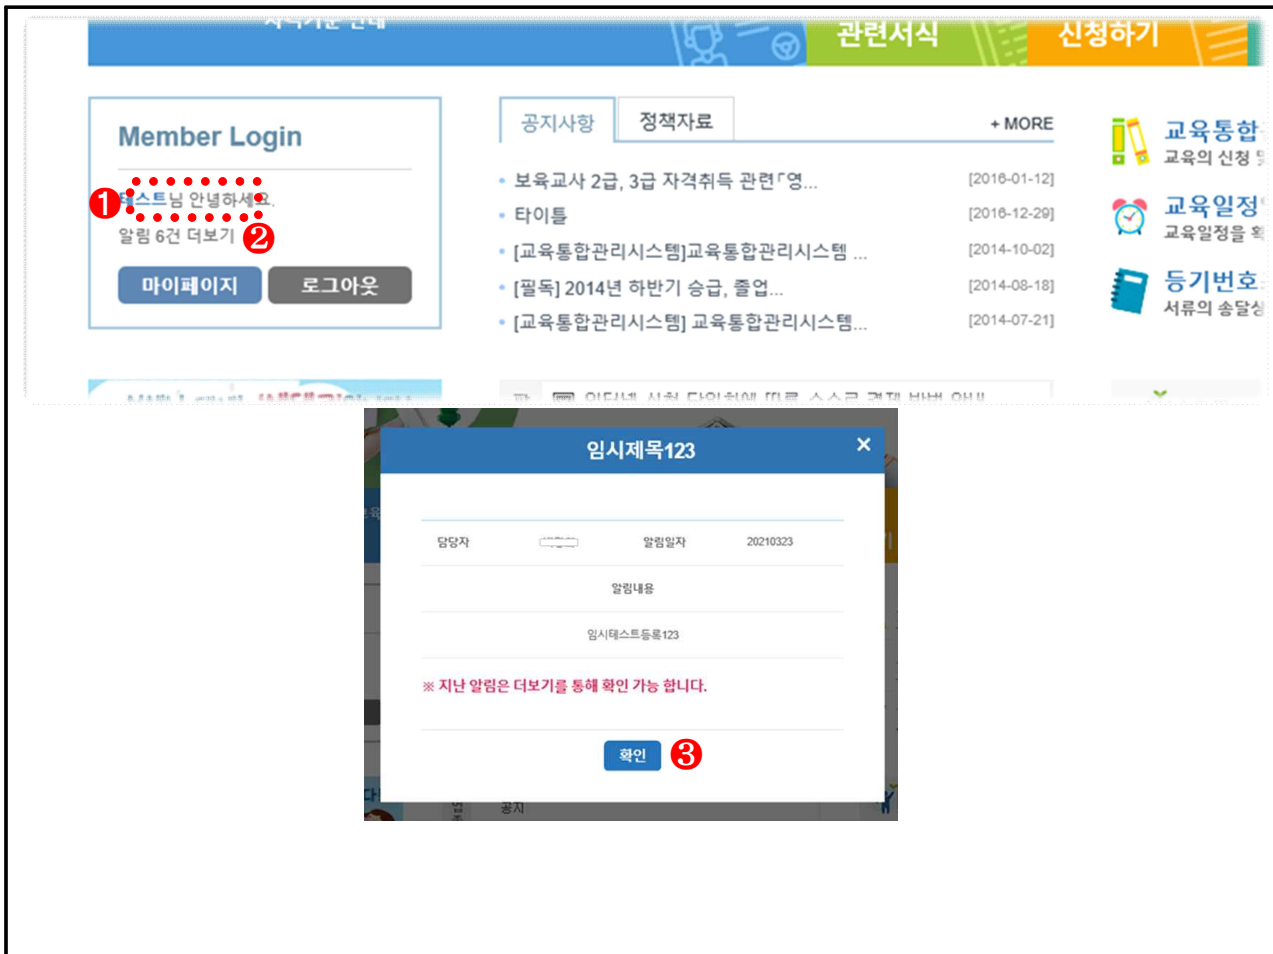 관련서식
신청하기
Member Login
❶ 테스트님 안녕하세요.
알림 6건 더보기 ❷
마이페이지 로그아웃
공지사항 정책자료 + MORE
• 보육교사 2급, 3급 자격취득 관련「영... [2016-01-12]
• 타이틀 [2016-12-29]
• [교육통합관리시스템]교육통합관리시스템 ... [2014-10-02]
• [필독] 2014년 하반기 승급, 졸업... [2014-08-18]
• [교육통합관리시스템] 교육통합관리시스템... [2014-07-21]
교육통합
교육의 신청 및
교육일정
교육일정을 확
등기번호
서류의 송달상
임시제목123 ×
담당자 알림일자 20210323
알림내용
임시테스트등록123
※ 지난 알림은 더보기를 통해 확인 가능 합니다.
확인 ❸
공지